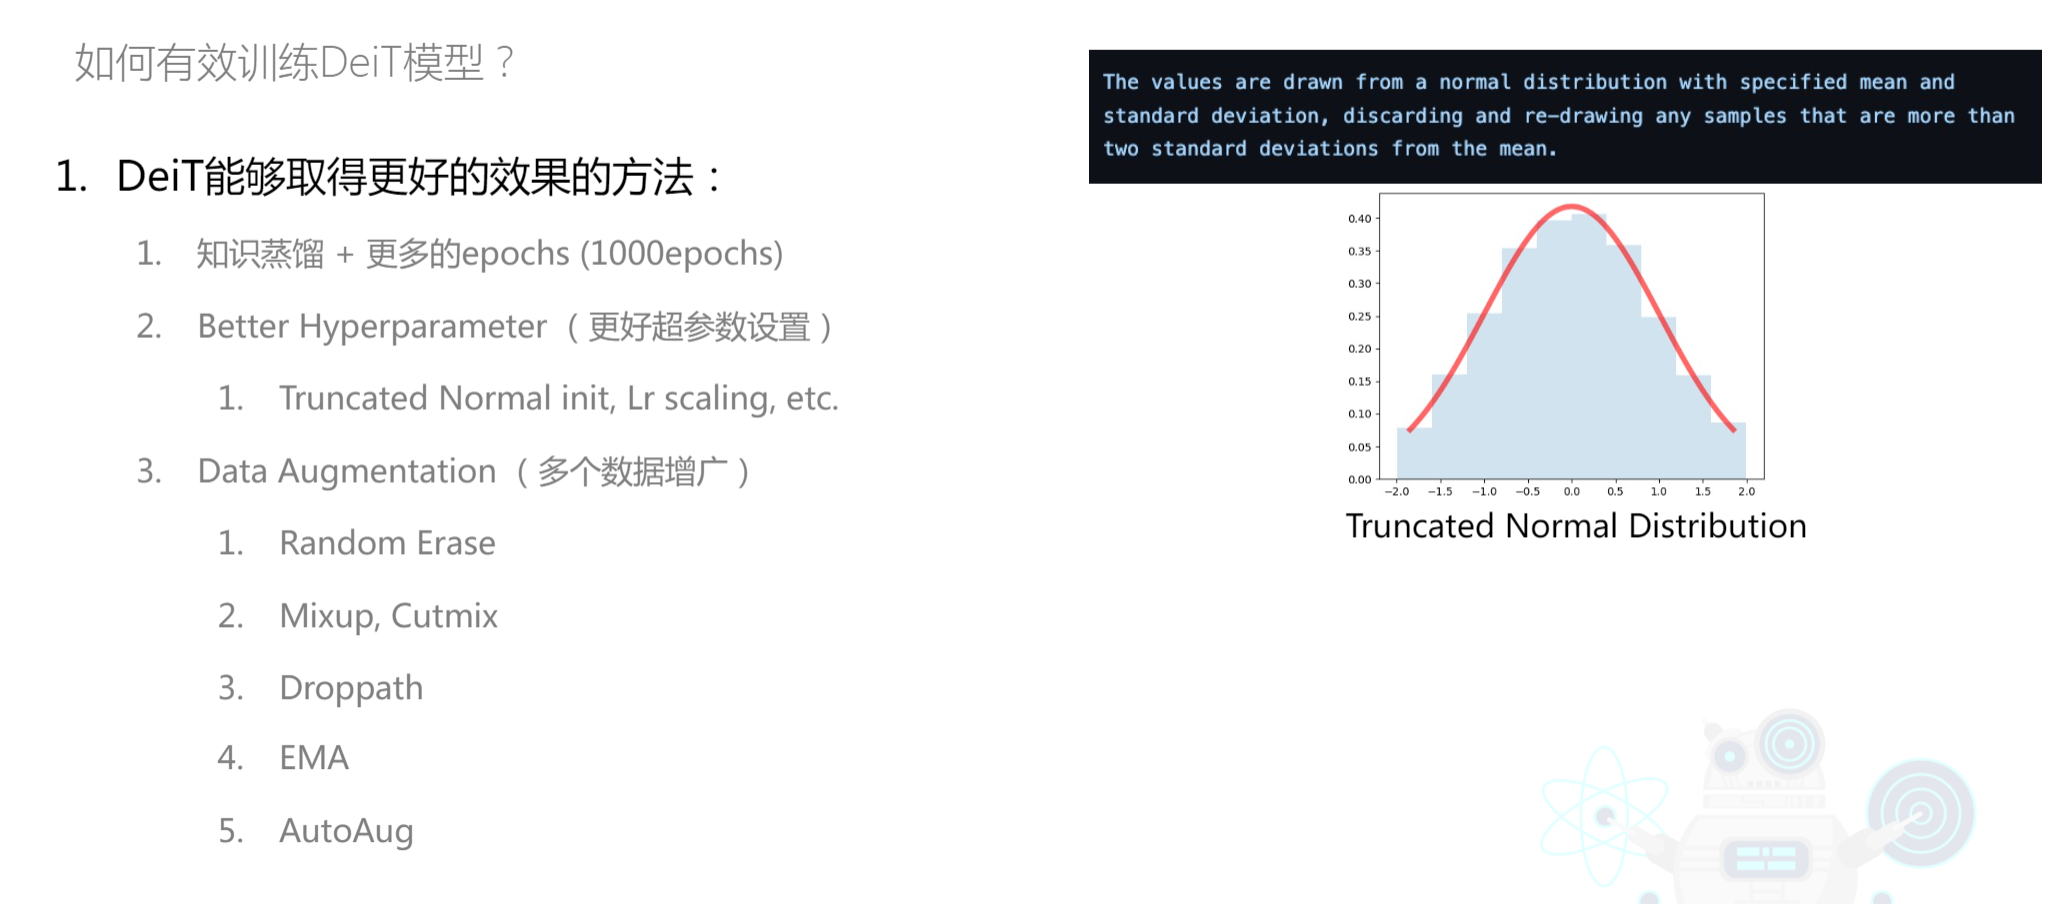 如何有效训练DeiT模型？
1. DeiT能够取得更好的效果的方法：
1. 知识蒸馏 + 更多的epochs (1000epochs)
2. Better Hyperparameter （更好超参数设置）
1. Truncated Normal init, Lr scaling, etc.
3. Data Augmentation （多个数据增广）
1. Random Erase
2. Mixup, Cutmix
3. Droppath
4. EMA
5. AutoAug
The values are drawn from a normal distribution with specified mean and
standard deviation, discarding and re-drawing any samples that are more than
two standard deviations from the mean.
0.40
0.35
0.30
0.25
0.20
0.15
0.10
0.05
0.00
−2.0 −1.5 −1.0 −0.5 0.0 0.5 1.0 1.5 2.0
Truncated Normal Distribution